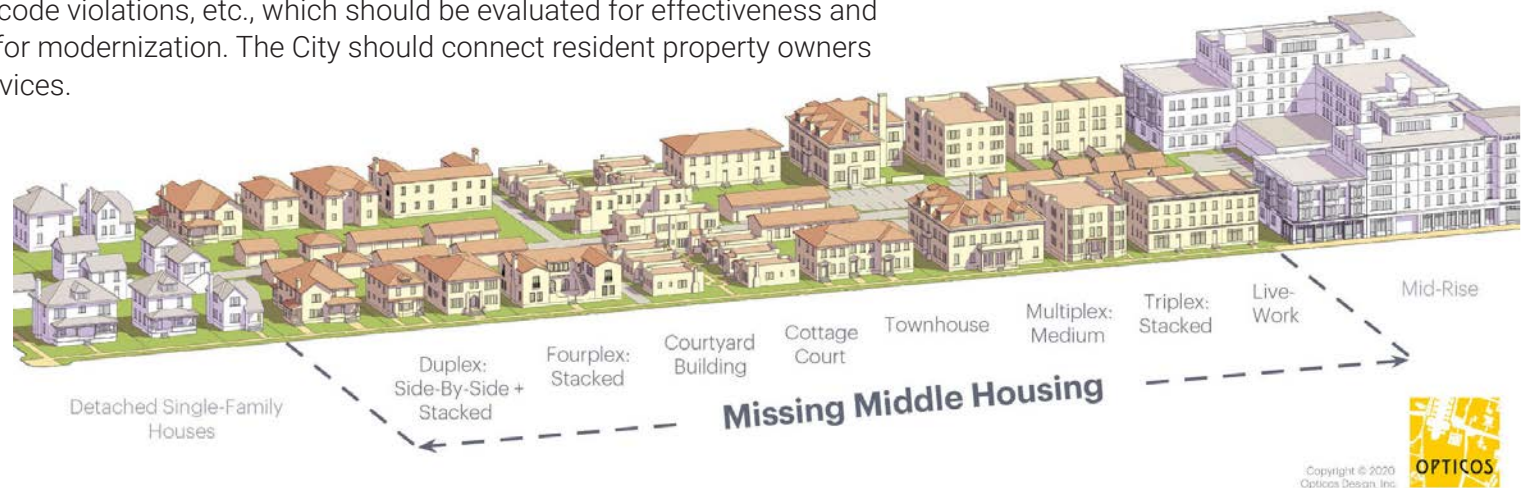 code violations, etc., which should be evaluated for effectiveness and
for modernization. The City should connect resident property owners
vices.
Detached Single-Family
Houses
Duplex:
Side-By-Side +
Stacked
Fourplex:
Stacked
Courtyard
Building
Cottage
Court
Townhouse
Multiplex:
Medium
Triplex:
Stacked
Live-
Work
Mid-Rise
Missing Middle Housing
Copyright © 2020
Opticos Design, Inc.
OPTICOS